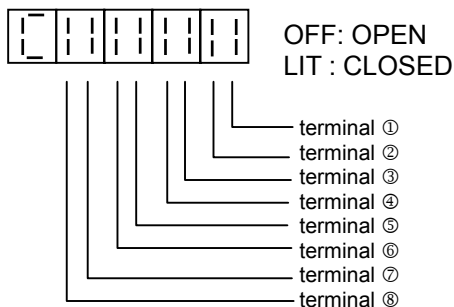 OFF: OPEN
LIT : CLOSED
terminal ①
terminal ②
terminal ③
terminal ④
terminal ⑤
terminal ⑥
terminal ⑦
terminal ⑧